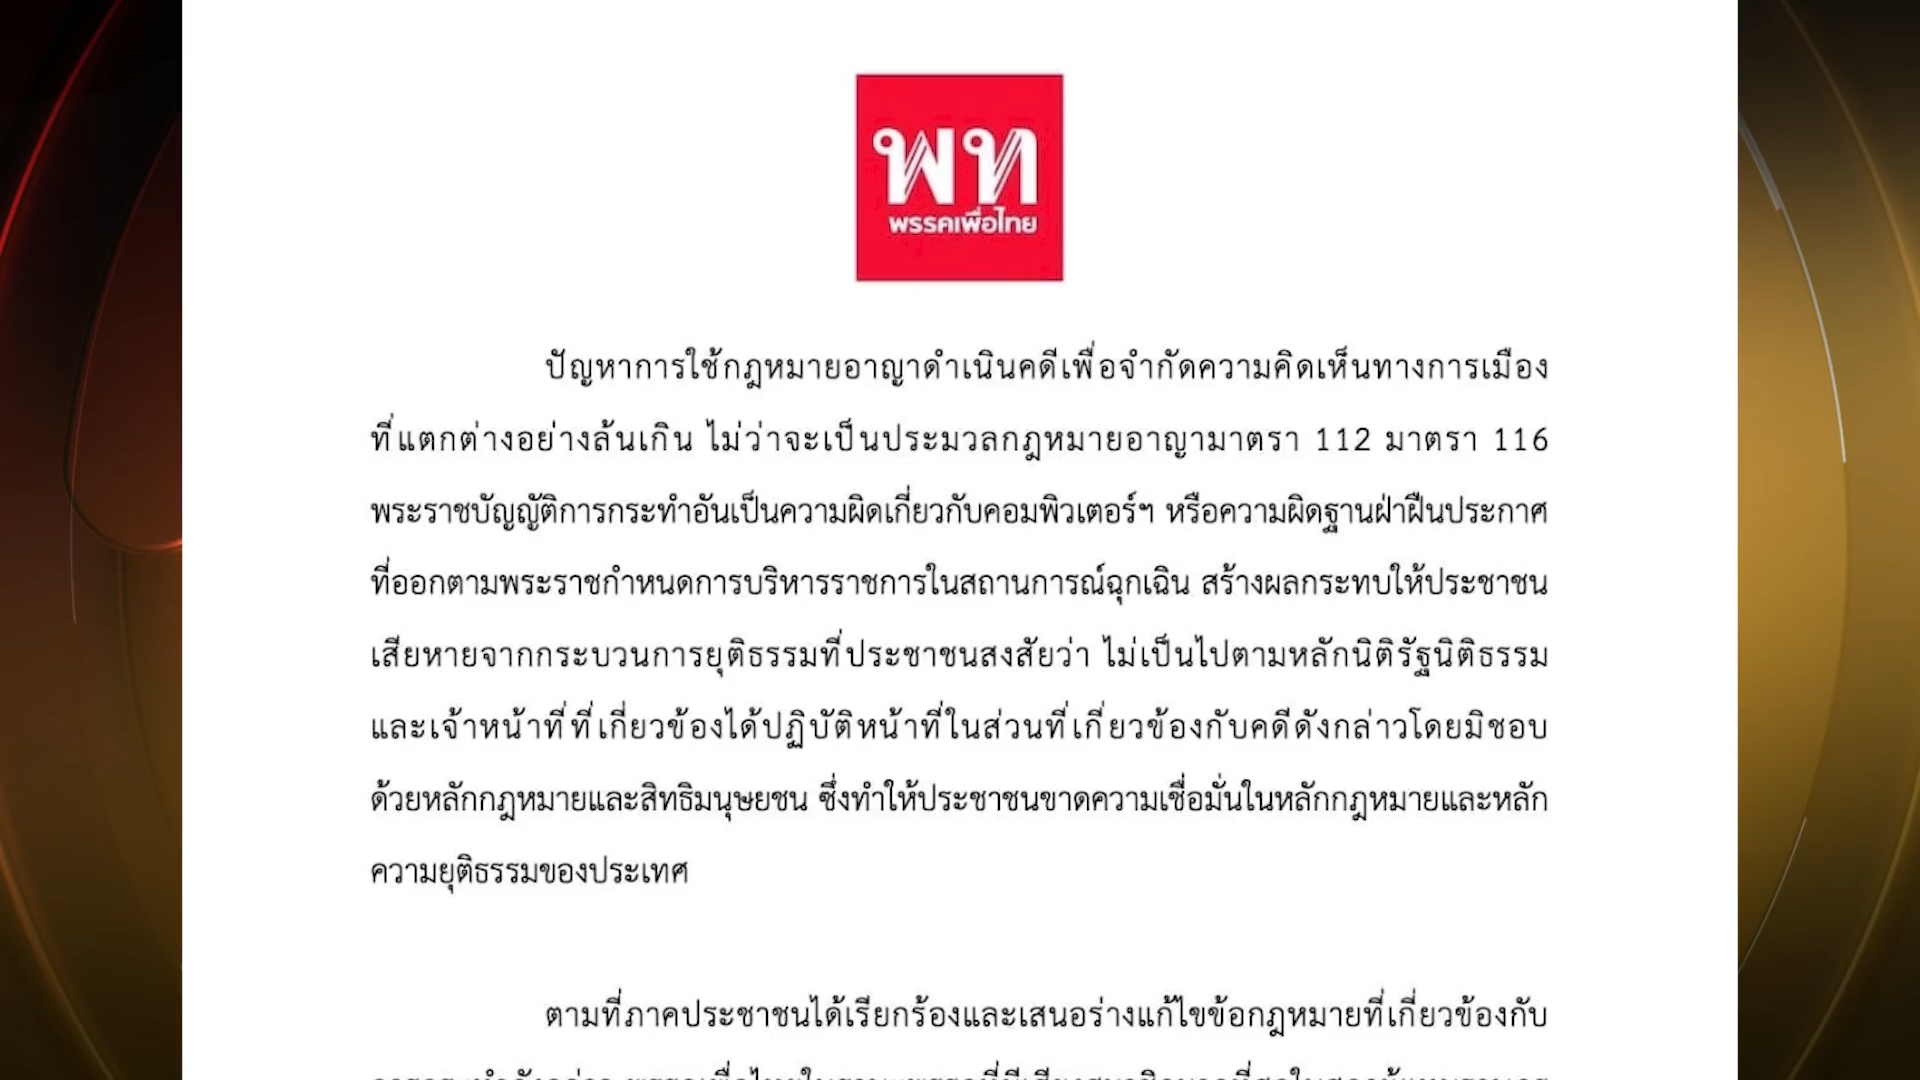 พท
พรรคเพื่อไทย
ปัญหาการใช้กฎหมายอาญาดำเนินคดีเพื่อจำกัดความคิดเห็นทางการเมือง
ที่แตกต่างอย่างล้นเกิน ไม่ว่าจะเป็นประมวลกฎหมายอาญามาตรา 112 มาตรา 116
พระราชบัญญัติการกระทำอันเป็นความผิดเกี่ยวกับคอมพิวเตอร์ฯ หรือความผิดฐานฝ่าฝืนประกาศ
ที่ออกตามพระราชกำหนดการบริหารราชการในสถานการณ์ฉุกเฉิน สร้างผลกระทบให้ประชาชน
เสียหายจากกระบวนการยุติธรรมที่ประชาชนสงสัยว่า ไม่เป็นไปตามหลักนิติรัฐนิติธรรม
และเจ้าหน้าที่ที่เกี่ยวข้องได้ปฏิบัติหน้าที่ในส่วนที่เกี่ยวข้องกับคดีดังกล่าวโดยมิชอบ
ด้วยหลักกฎหมายและสิทธิมนุษยชน ซึ่งทำให้ประชาชนขาดความเชื่อมั่นในหลักกฎหมายและหลัก
ความยุติธรรมของประเทศ
ตามที่ภาคประชาชนได้เรียกร้องและเสนอร่างแก้ไขข้อกฎหมายที่เกี่ยวข้องกับ